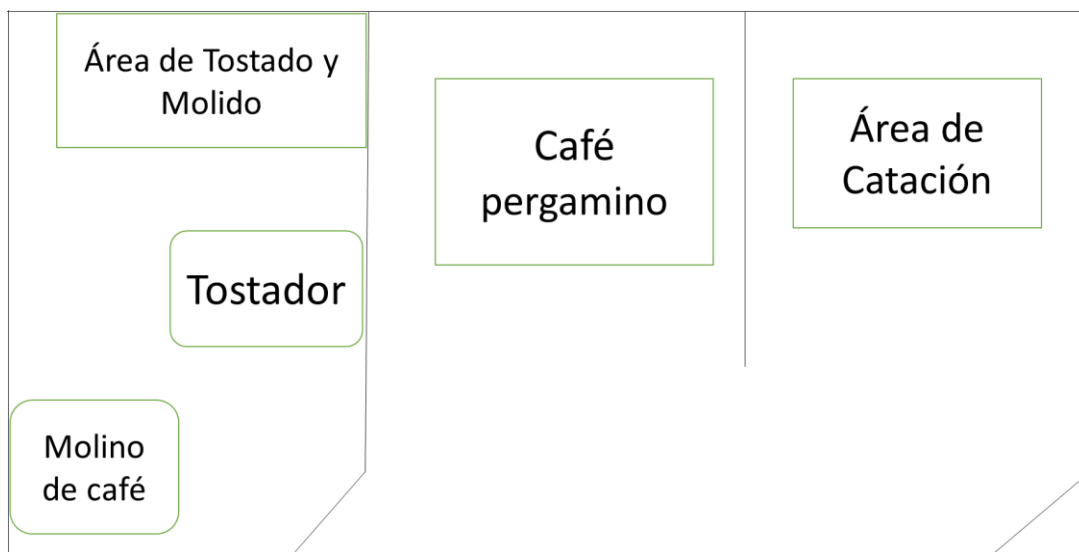 Área de Tostado y
Molido
Café
pergamino
Área de
Catación
Tostador
Molino
de café